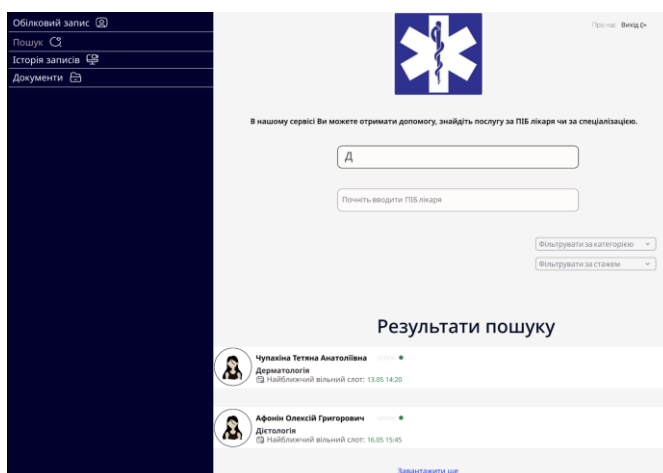 Обліковий запис
Пошук
Історія записів
Документи
Про нас Вихід
В нашому сервісі Ви можете отримати допомогу, знайдіть послугу за ПІБ лікаря чи за спеціалізацією.
Д
Почніть вводити ПІБ лікаря
Фільтрувати за категорією
Фільтрувати за стажем
Результати пошуку
Чупахіна Тетяна Анатоліївна
Дерматологія
Найближчий вільний слот: 13.05 14:20
Афонін Олексій Григорович
Дієтологія
Найближчий вільний слот: 16.05 15:45
Завантажити ще